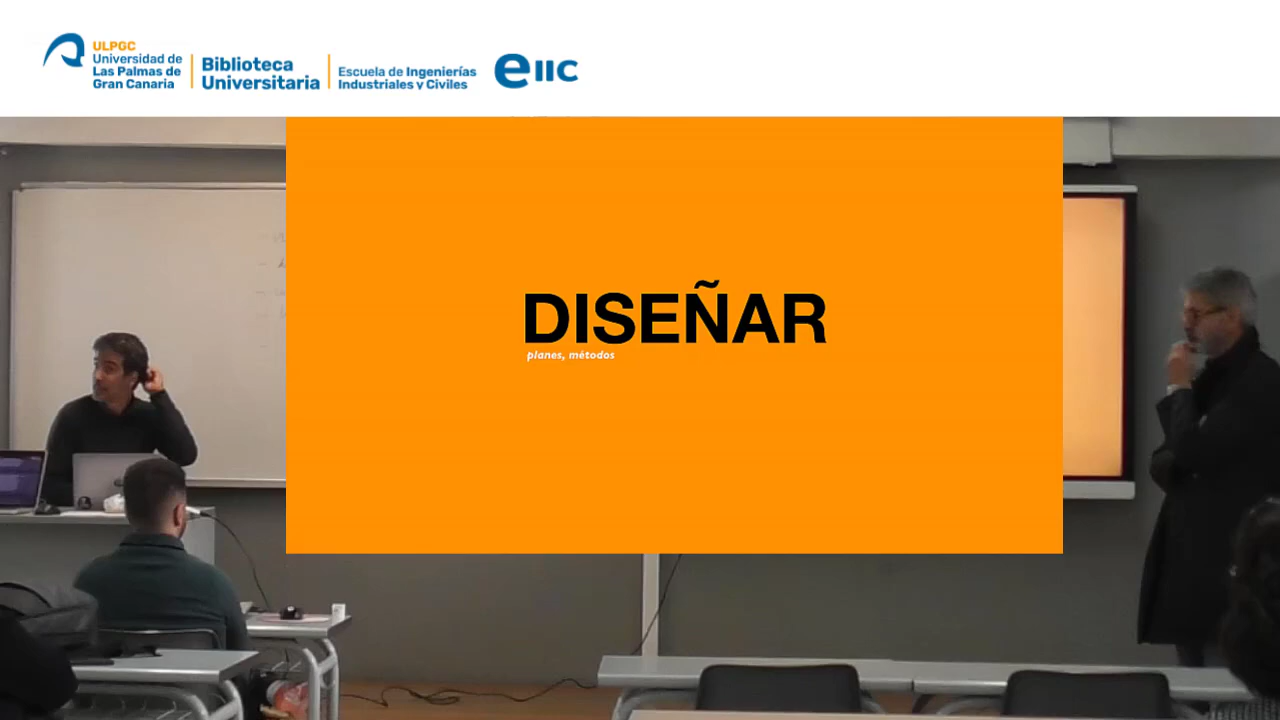 ULPGC
Universidad de
Las Palmas de
Gran Canaria
Biblioteca
Universitaria
Escuela de Ingenierías
Industriales y Civiles
eIIC
DISEÑAR
planes, métodos